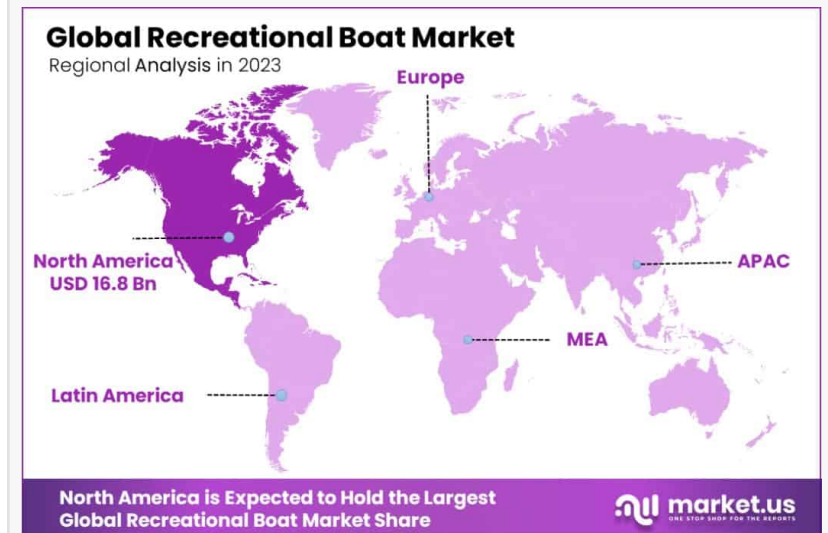 Global Recreational Boat Market
Regional Analysis in 2023
Europe
North America
USD 16.8 Bn
APAC
MEA
Latin America
North America is Expected to Hold the Largest
Global Recreational Boat Market Share
market.us
ONE STOP SHOP FOR THE REPORTS